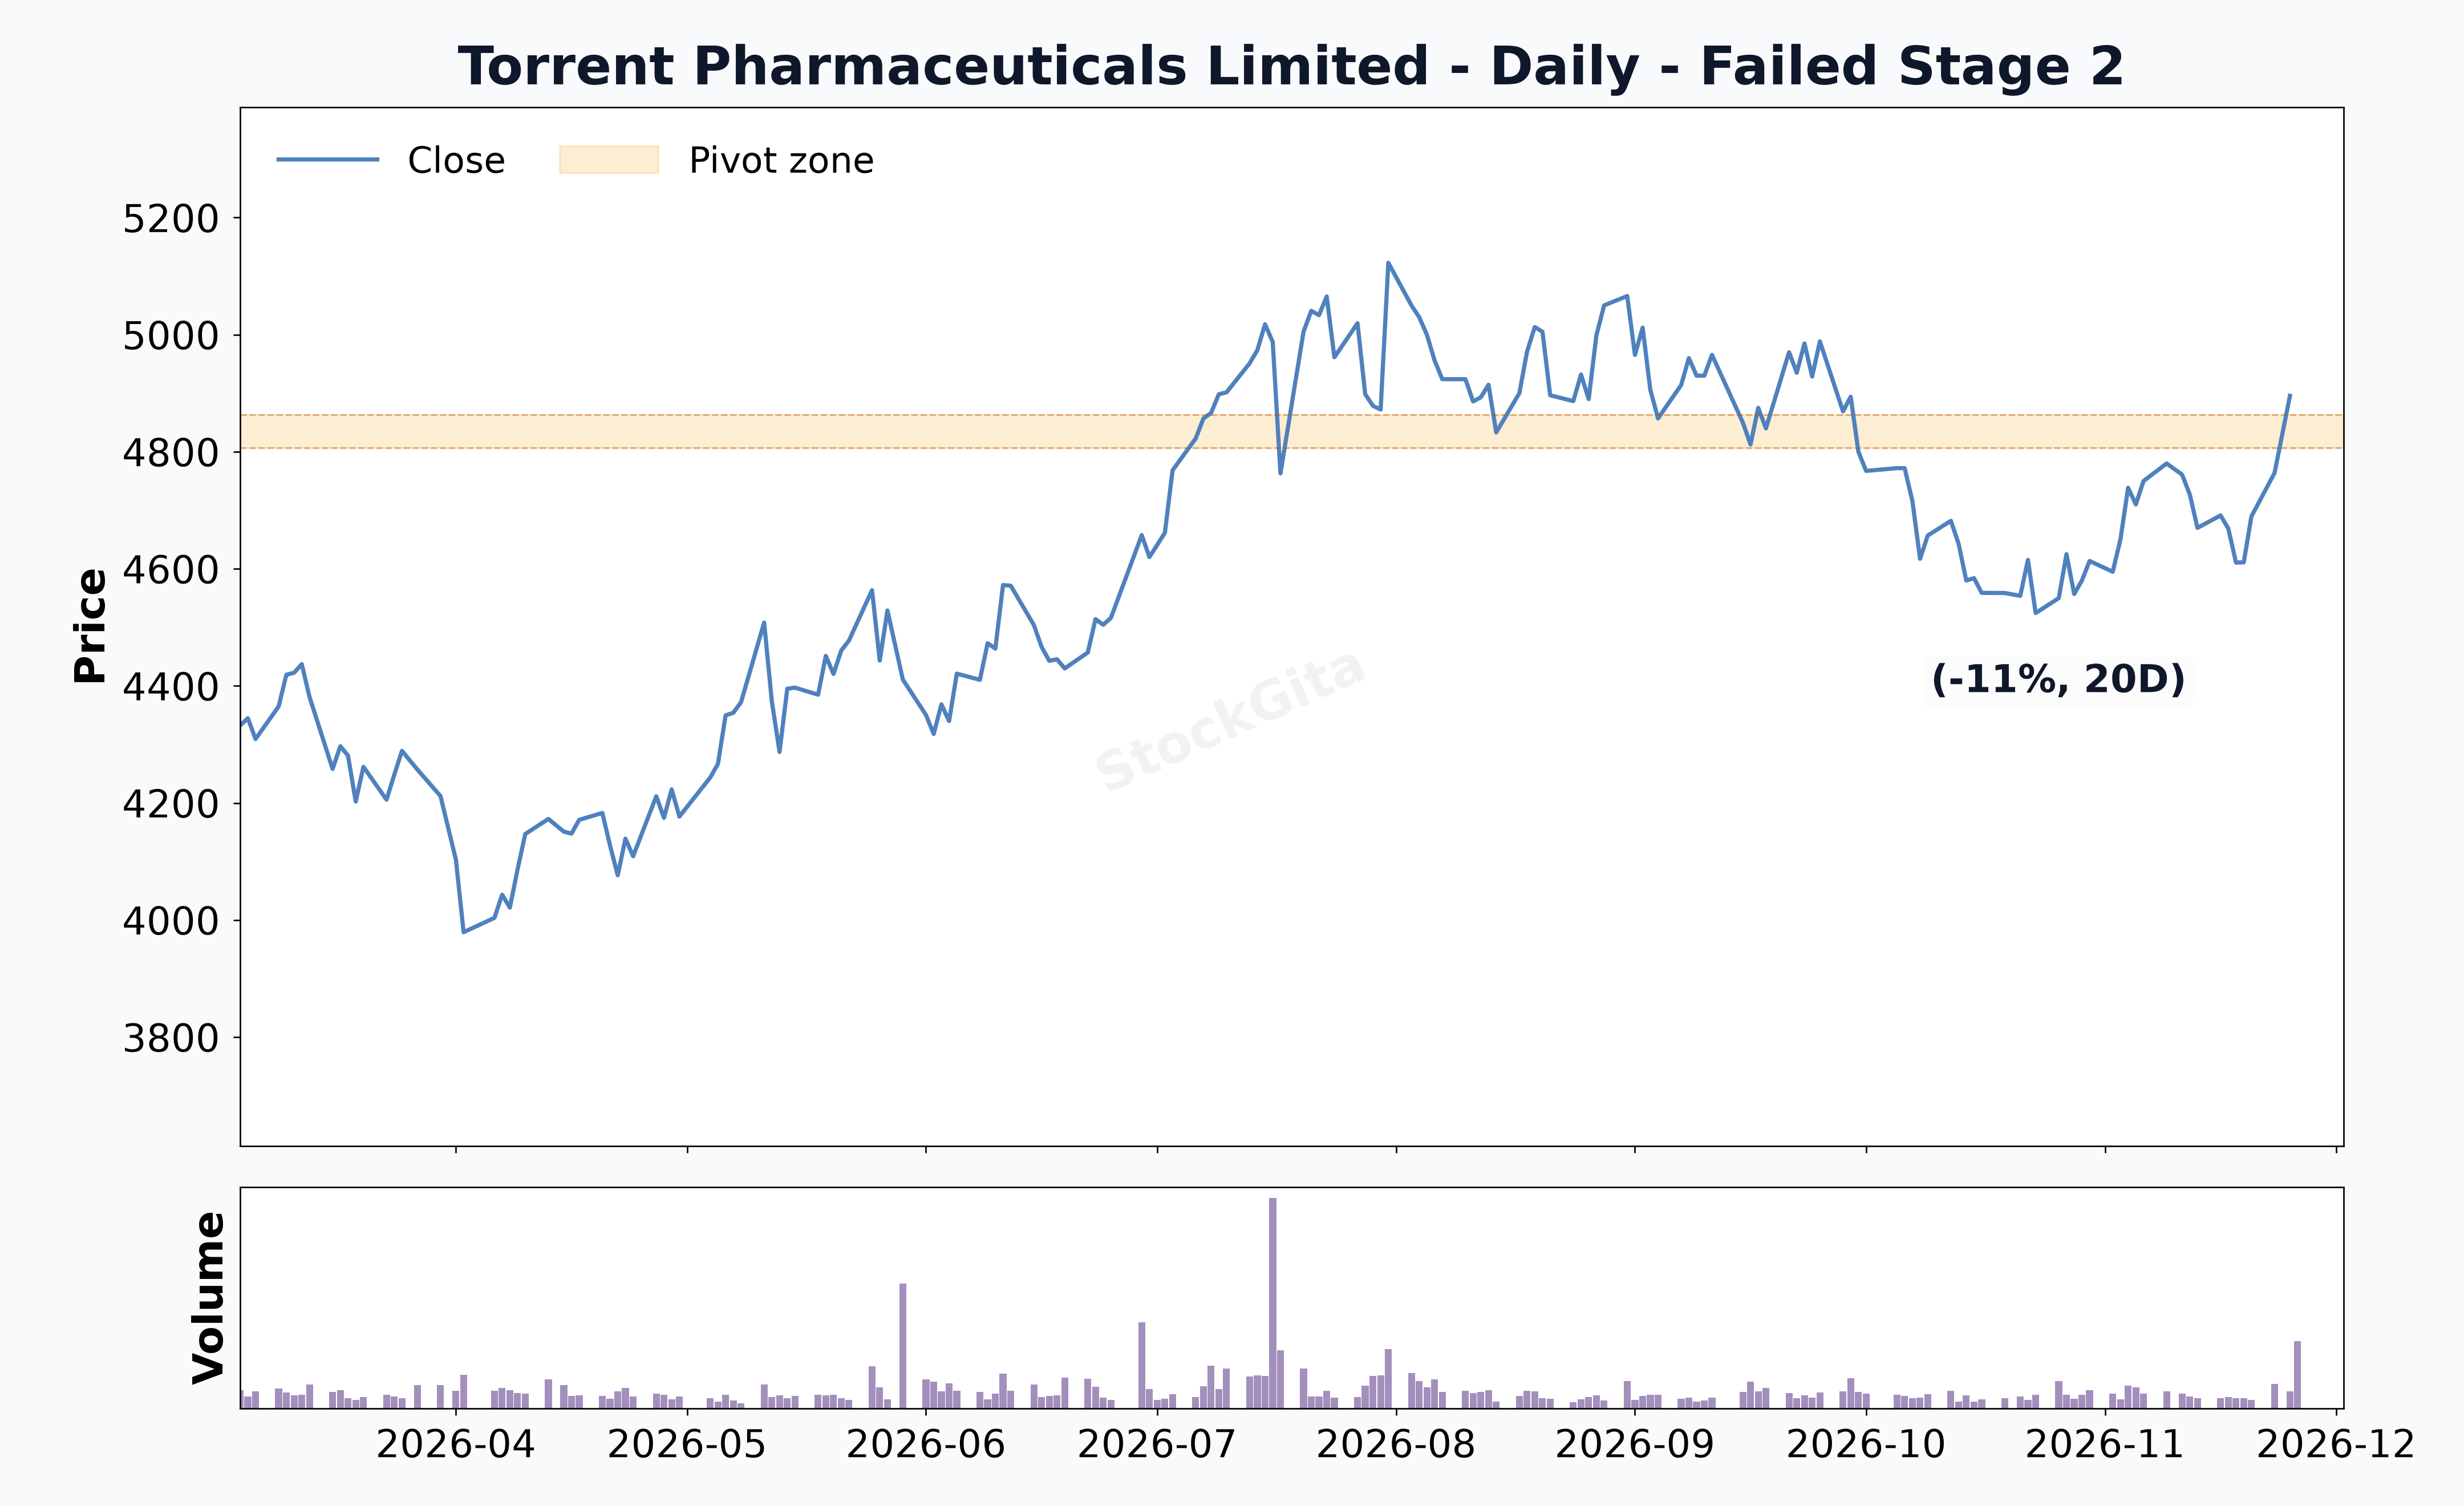 Torrent Pharmaceuticals Limited - Daily - Failed Stage 2
Close
Pivot zone
5200
5000
4800
4600
4400
4200
4000
3800
Price
(-11%, 20D)
StockGita
Volume
2026-04
2026-05
2026-06
2026-07
2026-08
2026-09
2026-10
2026-11
2026-12